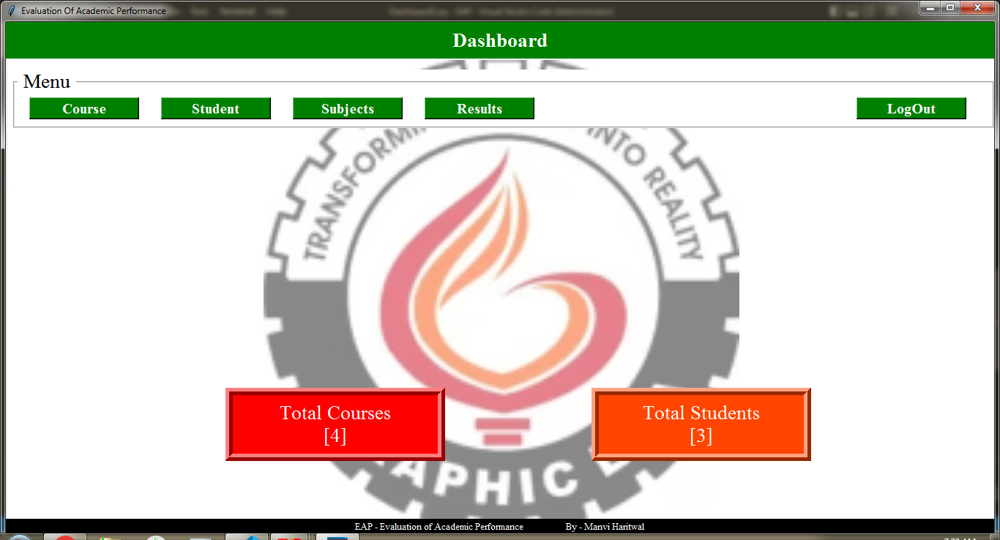 Evaluation Of Academic Performance
Dashboard
Menu
Course Student Subjects Results LogOut
TRANSFORMI INTO REALITY
Total Courses
[4]
Total Students
[3]
APHIC
EAP - Evaluation of Academic Performance By - Manvi Haritwal